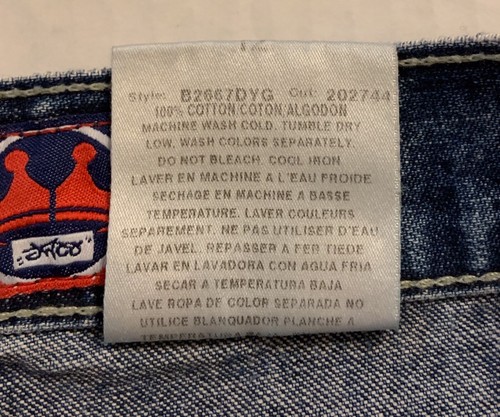 Style: B2667DYG Cut: 202744
100% COTTON/COTON/ALGODON
MACHINE WASH COLD. TUMBLE DRY
LOW. WASH COLORS SEPARATELY.
DO NOT BLEACH. COOL IRON
LAVER EN MACHINE A L'EAU FROIDE
SECHAGE EN MACHINE A BASSE
TEMPERATURE. LAVER COULEURS
SEPAREMENT. NE PAS UTILISER D'EAU
DE JAVEL. REPASSER A FER TIEDE
LAVAR EN LAVADORA CON AGUA FRIA
SECAR A TEMPERATURA BAJA
LAVE ROPA DE COLOR SEPARADA NO
UTILICE BLANQUADOR PLANCHE A
TEMPERATURA
JNCO